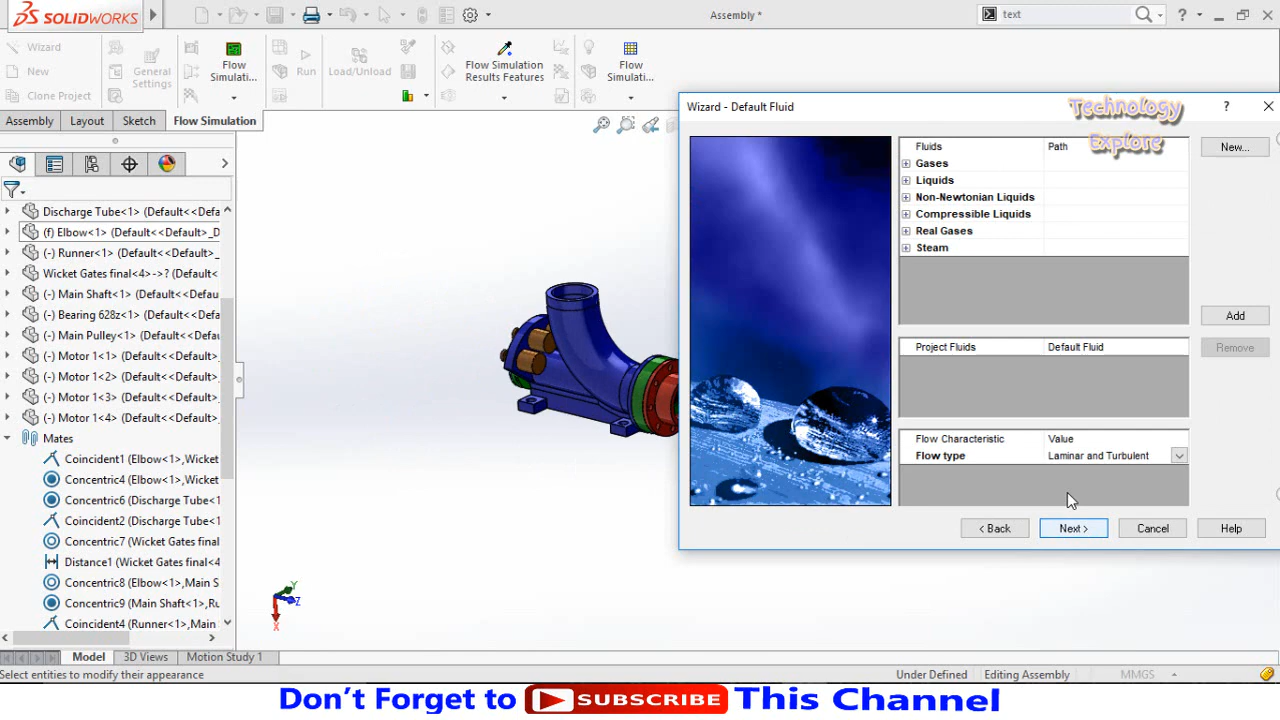 SOLIDWORKS
Assembly *
text
Wizard
New
Clone Project
General
Settings
Flow
Simulati...
Run
Load/Unload
Flow Simulation
Results Features
Flow
Simulati...
Assembly
Layout
Sketch
Flow Simulation
Discharge Tube<1> (Default<<Defa
(f) Elbow<1> (Default<<Default>_D
(-) Runner<1> (Default<<Default>_
Wicket Gates final<4>->? (Default<
(-) Main Shaft<1> (Default<<Defau
(-) Bearing 628z<1> (Default<<Defa
(-) Main Pulley<1> (Default<<Defau
(-) Motor 1<1> (Default<<Default>_
(-) Motor 1<2> (Default<<Default>_
(-) Motor 1<3> (Default<<Default>_
(-) Motor 1<4> (Default<<Default>_
Mates
Coincident1 (Elbow<1>,Wicket
Concentric4 (Elbow<1>,Wicket
Concentric6 (Discharge Tube<1
Coincident2 (Discharge Tube<1
Concentric7 (Wicket Gates final
Distance1 (Wicket Gates final<4
Concentric8 (Elbow<1>,Main S
Concentric9 (Main Shaft<1>,Ru
Coincident4 (Runner<1>,Main
Y
Z
X
Wizard - Default Fluid
Technology
Explore
Fluids
Path
New...
Gases
Liquids
Non-Newtonian Liquids
Compressible Liquids
Real Gases
Steam
Add
Project Fluids
Default Fluid
Remove
Flow Characteristic
Value
Flow type
Laminar and Turbulent
< Back
Next >
Cancel
Help
Model
3D Views
Motion Study 1
Select entities to modify their appearance
Under Defined
Editing Assembly
MMGS
Don't Forget to SUBSCRIBE This Channel